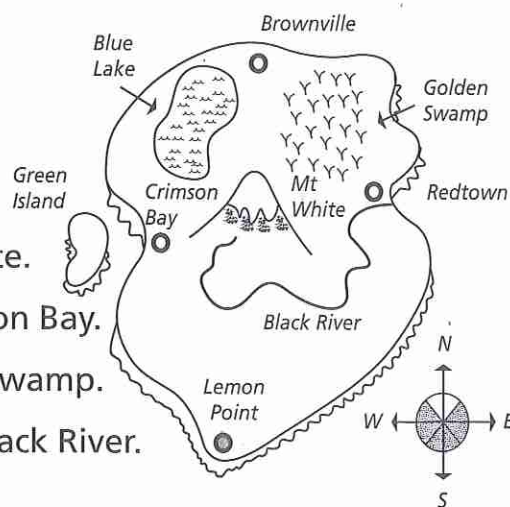 Brownville
Blue
Lake
Golden
Swamp
Green
Island
Crimson
Bay
Mt
White
Redtown
te.
on Bay.
Black River
N
wamp.
Lemon
Point
W
E
ack River.
S